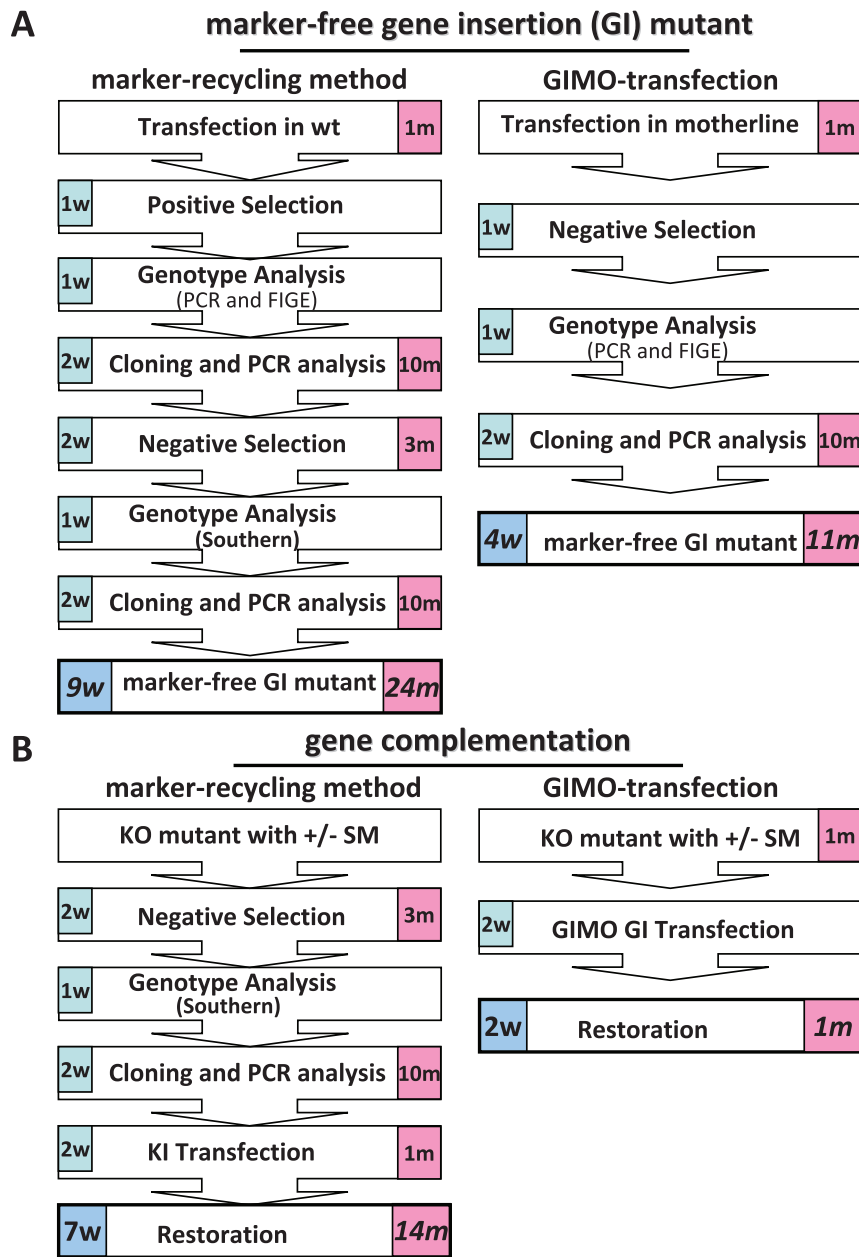 A
marker-free gene insertion (GI) mutant
marker-recycling method
Transfection in wt 1m
1w Positive Selection
1w Genotype Analysis
(PCR and FIGE)
2w Cloning and PCR analysis 10m
2w Negative Selection 3m
1w Genotype Analysis
(Southern)
2w Cloning and PCR analysis 10m
9w marker-free GI mutant 24m
GIMO-transfection
Transfection in motherline 1m
1w Negative Selection
1w Genotype Analysis
(PCR and FIGE)
2w Cloning and PCR analysis 10m
4w marker-free GI mutant 11m
B
gene complementation
marker-recycling method
KO mutant with +/- SM
2w Negative Selection 3m
1w Genotype Analysis
(Southern)
2w Cloning and PCR analysis 10m
2w KI Transfection 1m
7w Restoration 14m
GIMO-transfection
KO mutant with +/- SM 1m
2w GIMO GI Transfection
2w Restoration 1m